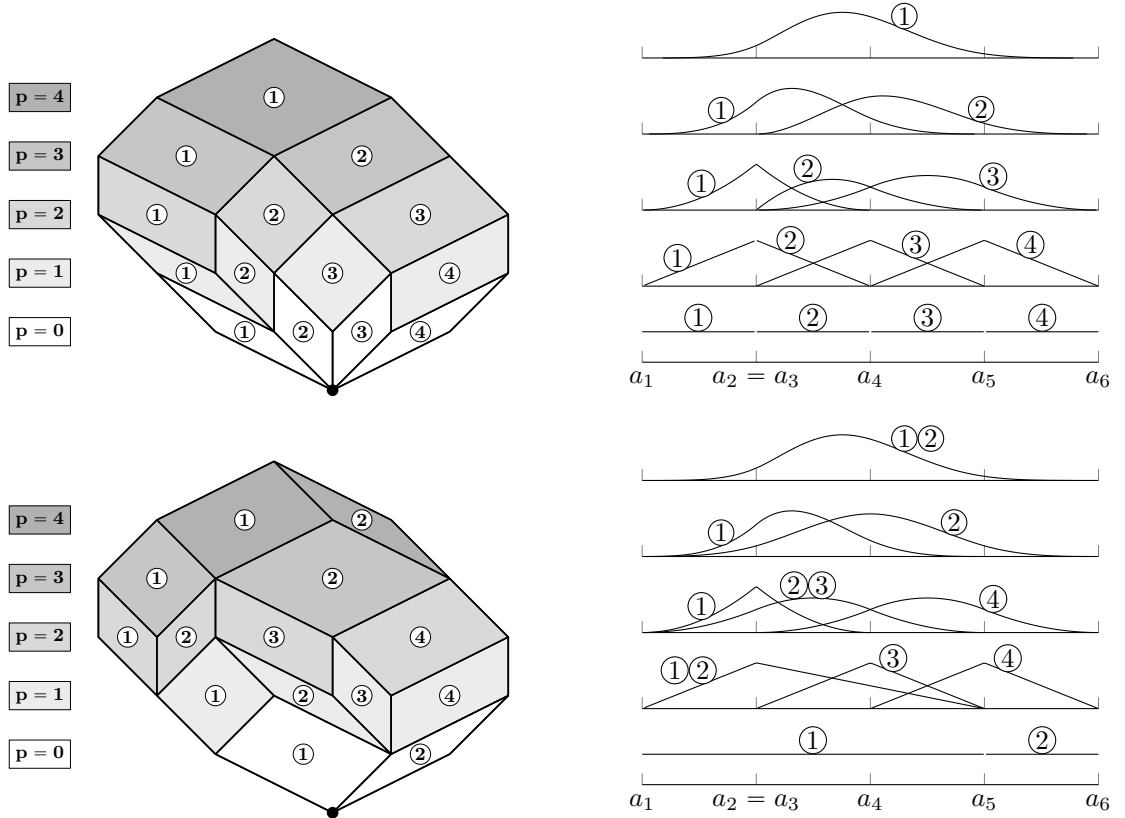 ①
p = 4
①
① ②
p = 3
① ②
① ② ③
p = 2
① ② ③
① ② ③ ④
p = 1
① ② ③ ④
① ② ③ ④
p = 0
① ② ③ ④
a₁ a₂ = a₃ a₄ a₅ a₆
①②
p = 4
① ②
① ②
p = 3
① ②
① ②③ ④
p = 2
① ② ③ ④
①② ③ ④
p = 1
① ② ③ ④
① ②
p = 0
① ②
a₁ a₂ = a₃ a₄ a₅ a₆